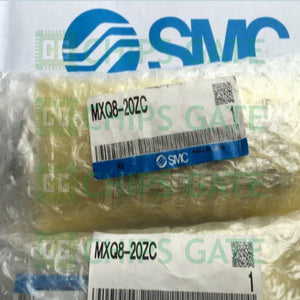 SMC
CHIPS GATE
MXQ8-20ZC
1
SMC
CHIPS GATE
MXQ8-20ZC
1